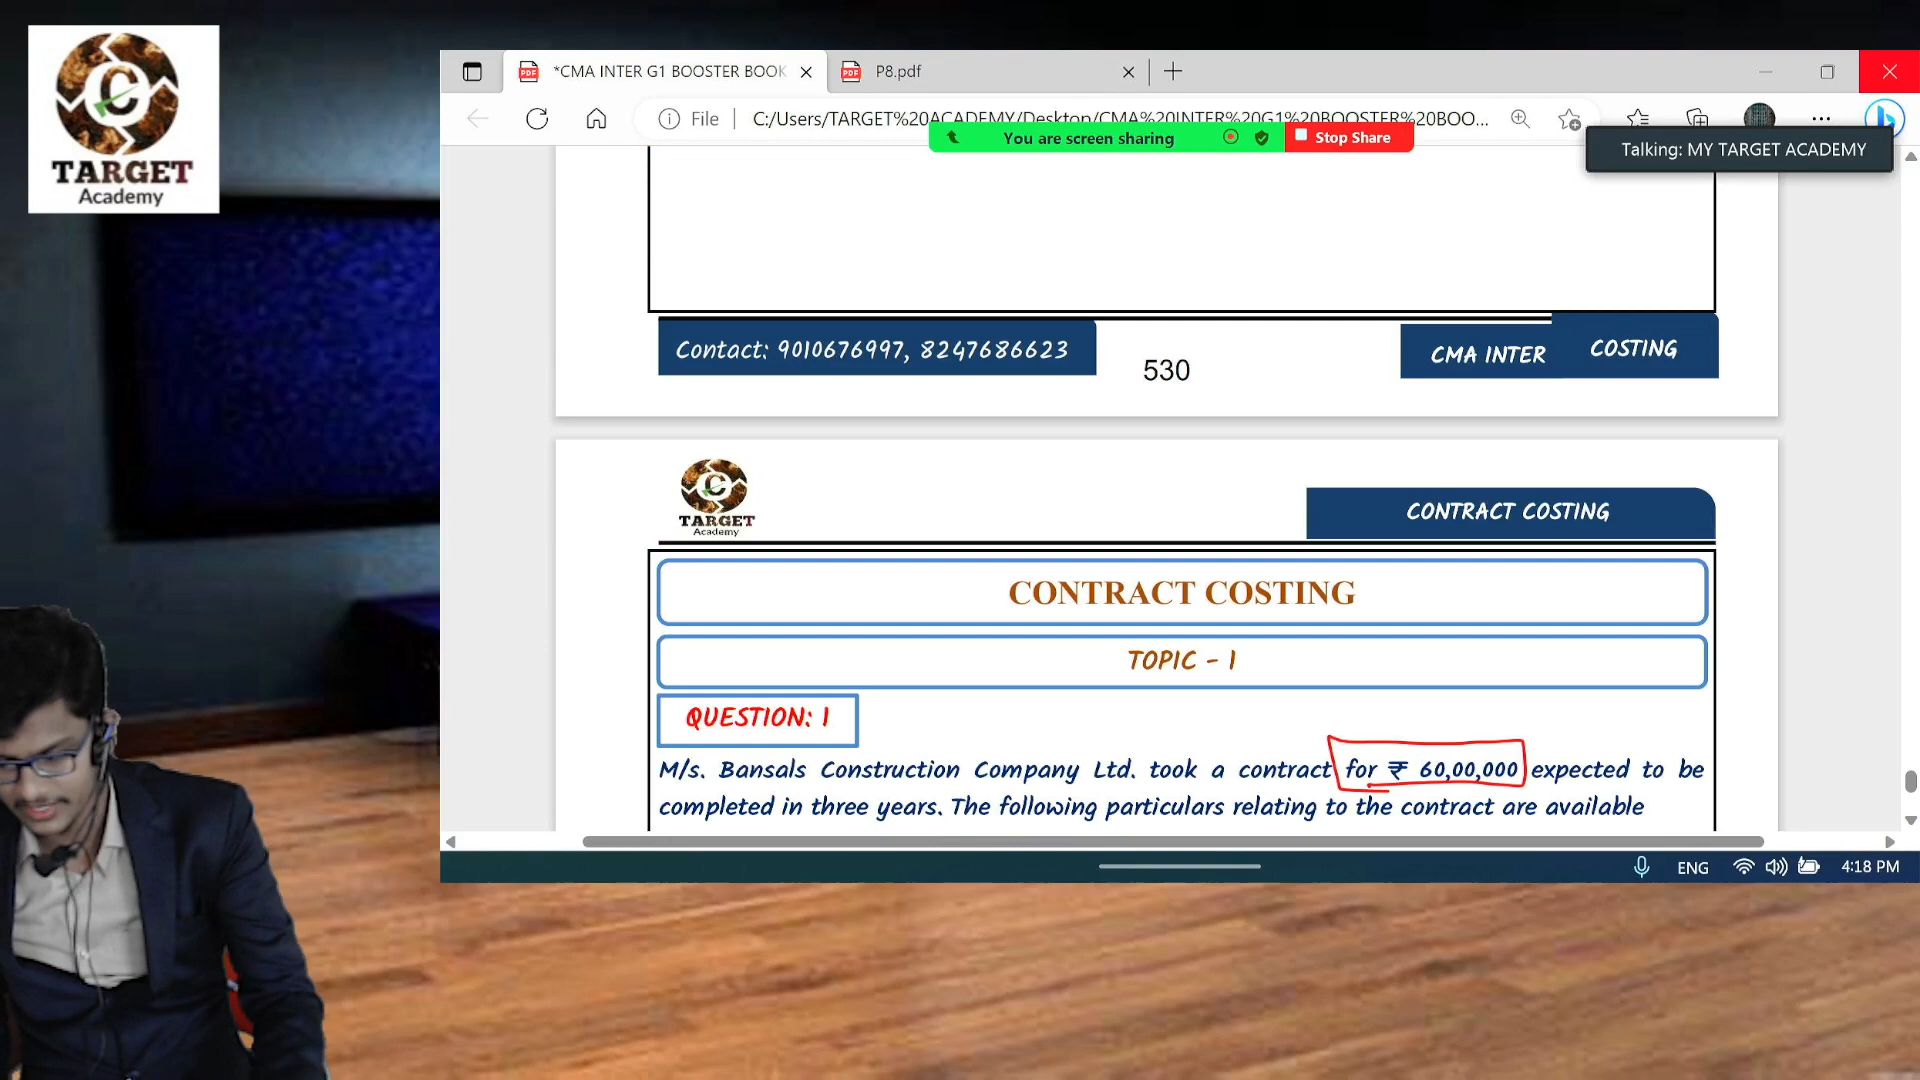 TARGET
Academy
*CMA INTER G1 BOOSTER BOOK
P8.pdf
File
C:/Users/TARGET%20ACADEMY/Desktop/CMA%20INTER%20G1%20BOOSTER%20BOO...
You are screen sharing
Stop Share
Talking: MY TARGET ACADEMY
Contact: 9010676997, 8247686623
530
CMA INTER
COSTING
TARGET
Academy
CONTRACT COSTING
CONTRACT COSTING
TOPIC - 1
QUESTION: 1
M/s. Bansals Construction Company Ltd. took a contract for ₹ 60,00,000 expected to be
completed in three years. The following particulars relating to the contract are available
ENG
4:18 PM